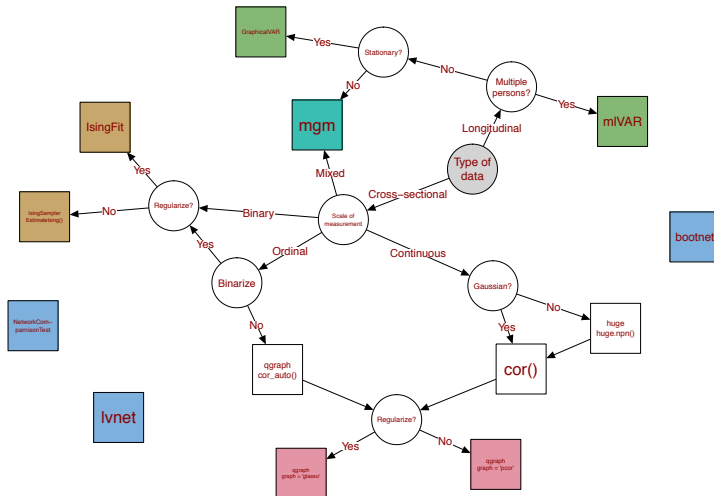 GraphicalVAR
Yes
Stationary?
No
Multiple
persons?
No
Yes
mlVAR
mgm
Longitudinal
IsingFit
Type of
data
Mixed
Yes
Cross−sectional
Regularize?
No
IsingSampler
EstimateIsing()
Binary
Scale of
measurement
bootnet
Yes
Ordinal
Continuous
Binarize
Gaussian?
No
NetworkCom−
parnisonTest
No
Yes
huge
huge.npn()
qgraph
cor_auto()
cor()
lvnet
Regularize?
Yes
No
qgraph
graph = 'glasso'
qgraph
graph = 'pcor'